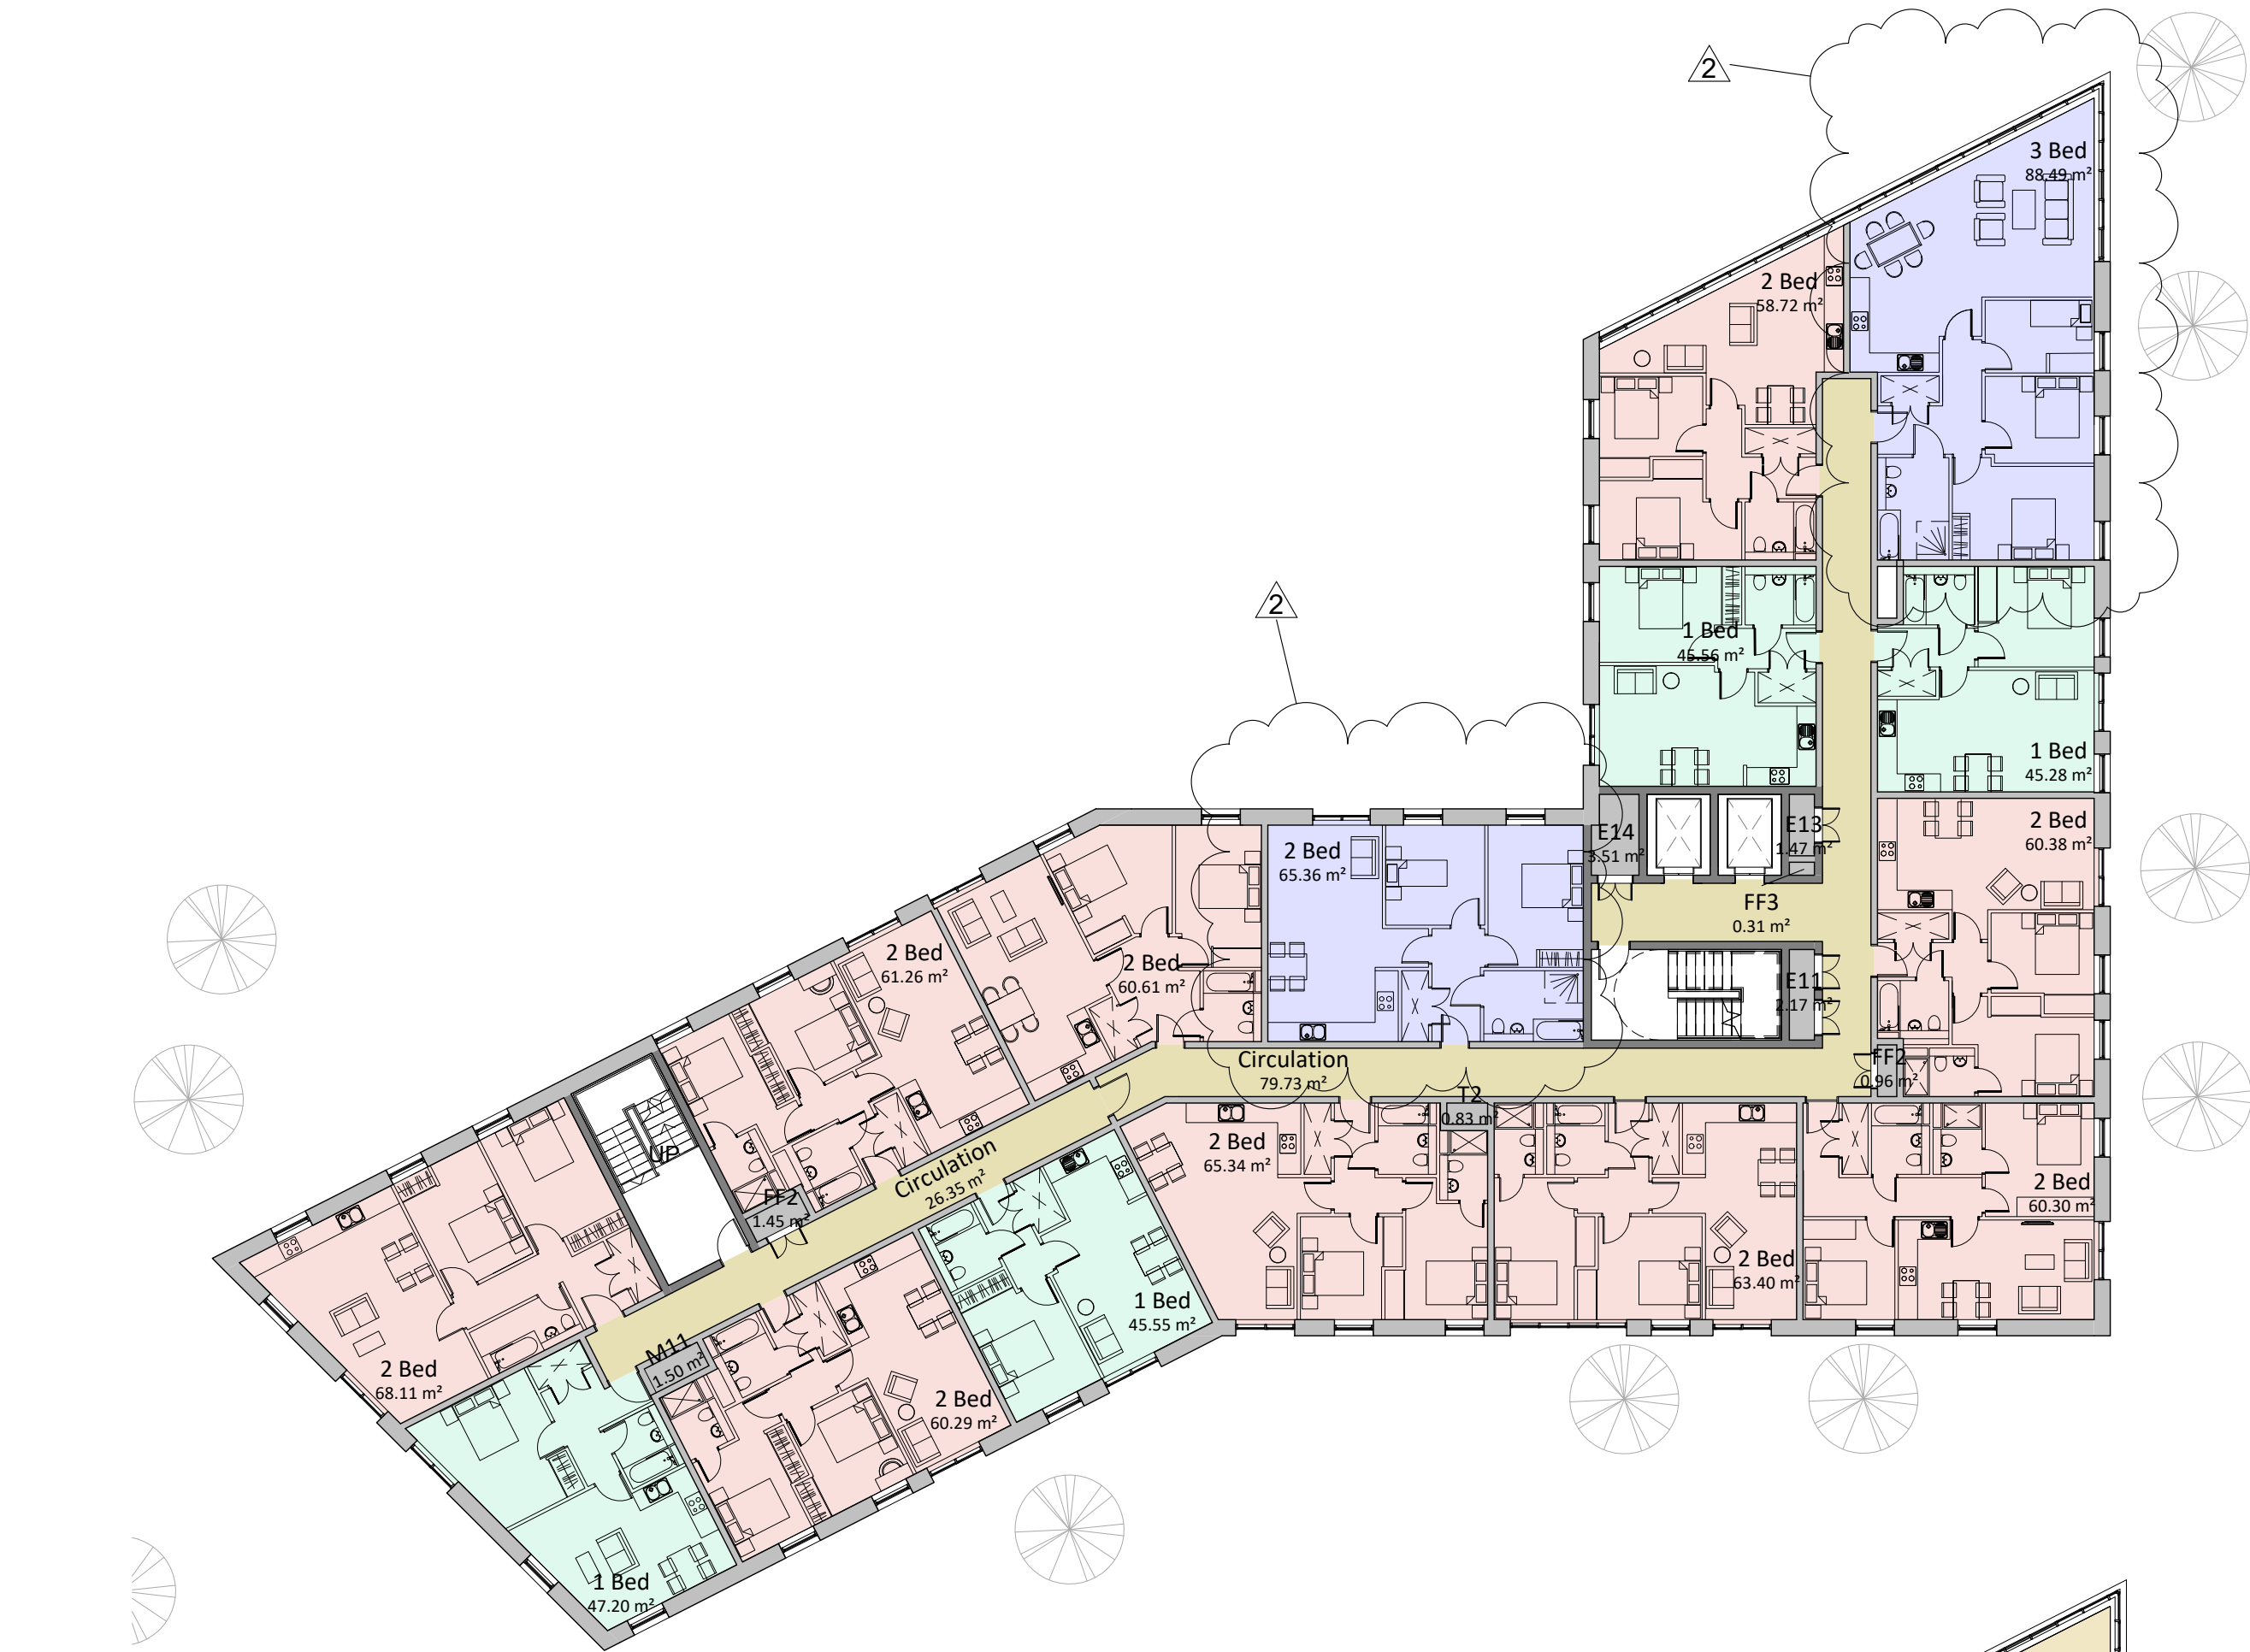 2
3 Bed
88.49 m²
2 Bed
58.72 m²
2
1 Bed
45.56 m²
1 Bed
45.28 m²
2 Bed
60.38 m²
E14
3.51 m²
E13
1.47 m²
2 Bed
65.36 m²
FF3
0.31 m²
2 Bed
61.26 m²
2 Bed
60.61 m²
E11
2.17 m²
Circulation
79.73 m²
FF2
0.96 m²
T2
0.83 m²
2 Bed
65.34 m²
UP
Circulation
26.35 m²
FF2
1.45 m²
2 Bed
60.30 m²
2 Bed
63.40 m²
1 Bed
45.55 m²
M11
1.50 m²
2 Bed
68.11 m²
2 Bed
60.29 m²
1 Bed
47.20 m²